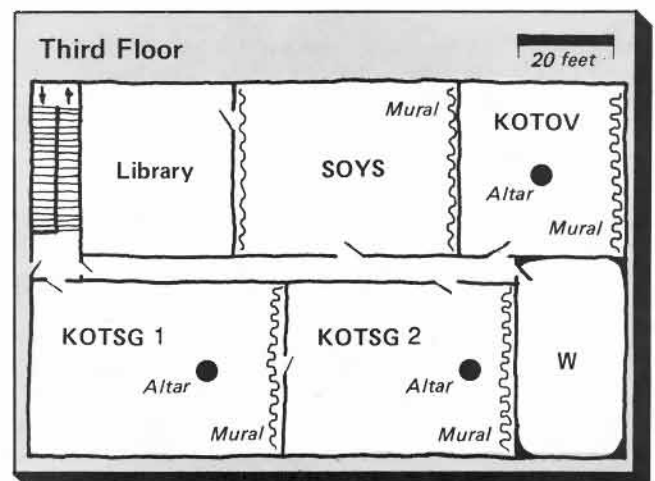 Third Floor
20 feet
Mural
KOTOV
Library
SOYS
Altar
Mural
KOTSG 1
KOTSG 2
W
Altar
Altar
Mural
Mural